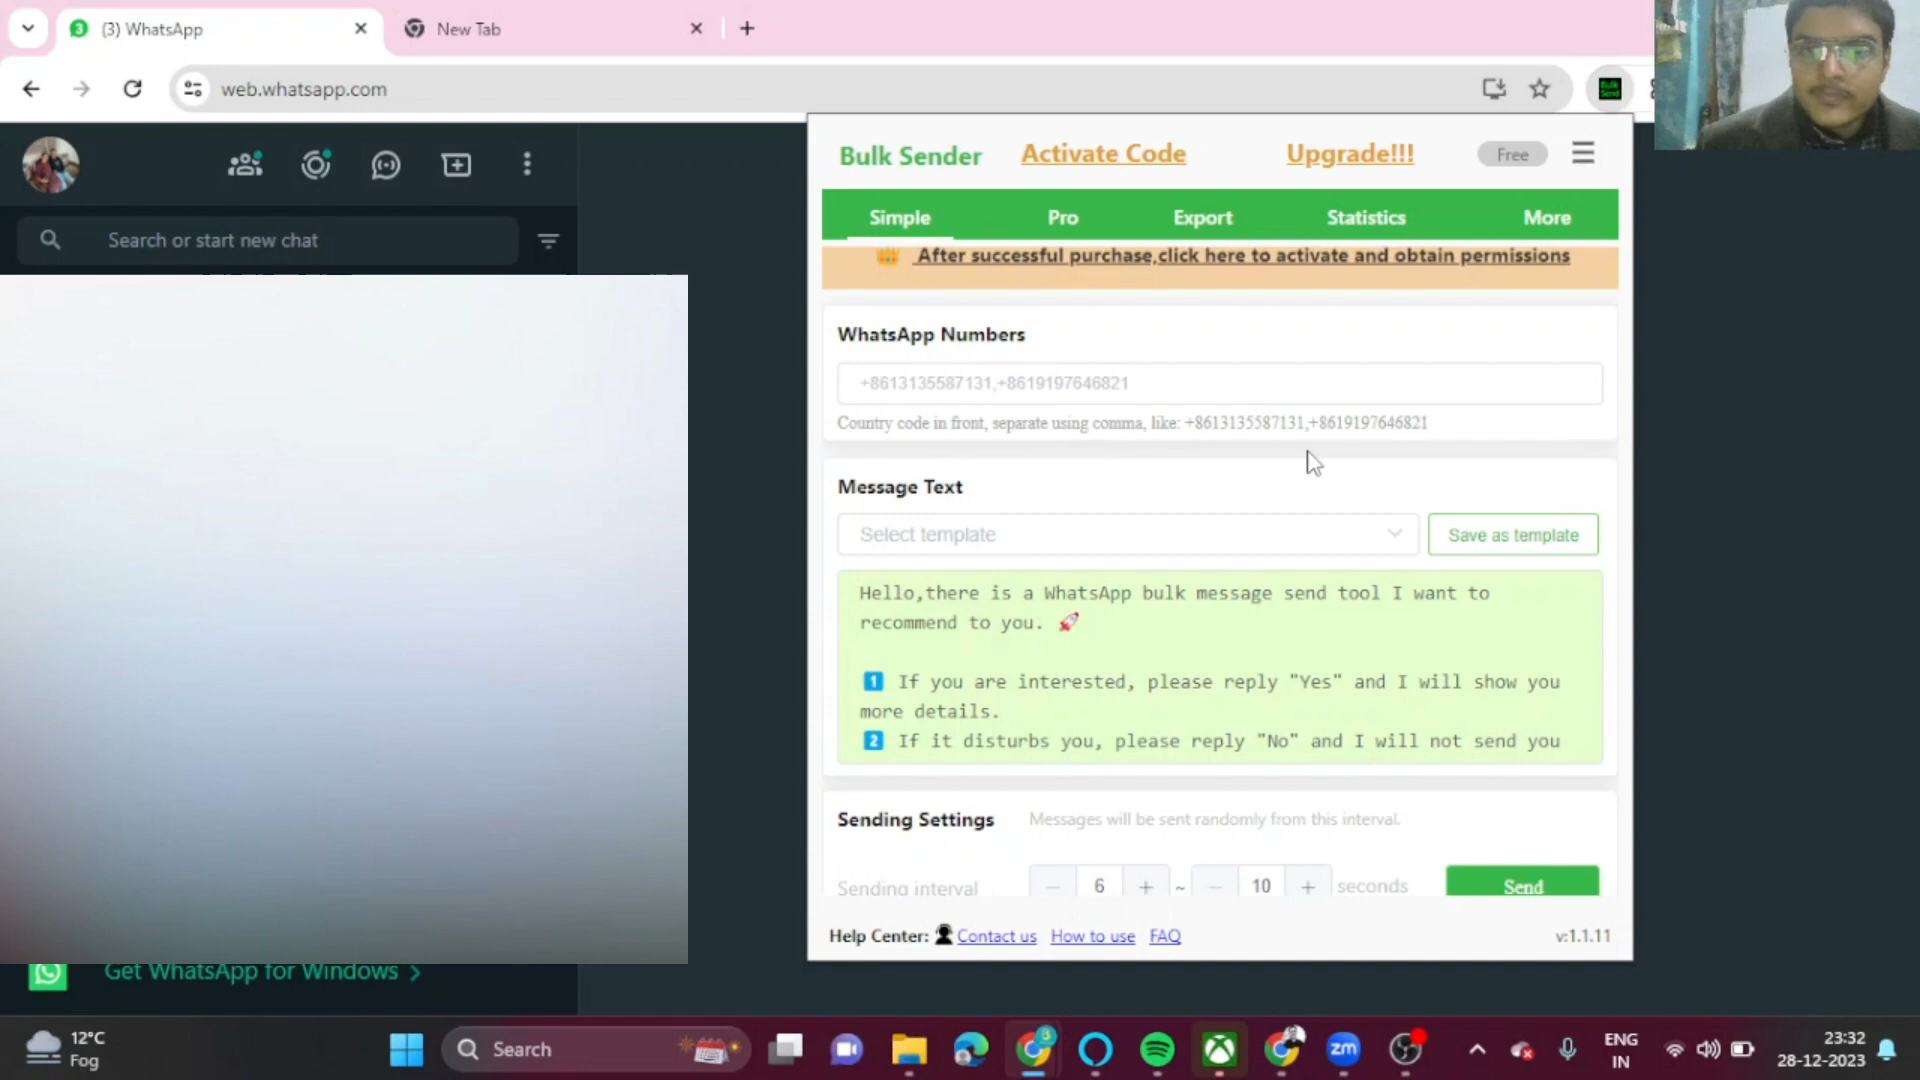 (3) WhatsApp
New Tab
web.whatsapp.com
Bulk Send
Bulk Sender Activate Code Upgrade!!! Free
Simple Pro Export Statistics More
After successful purchase,click here to activate and obtain permissions
Search or start new chat
WhatsApp Numbers
+8613135587131,+8619197646821
Country code in front, separate using comma, like: +8613135587131,+8619197646821
Message Text
Select template
Save as template
Hello,there is a WhatsApp bulk message send tool I want to
recommend to you. 🚀
1️⃣ If you are interested, please reply "Yes" and I will show you
more details.
2️⃣ If it disturbs you, please reply "No" and I will not send you
Sending Settings Messages will be sent randomly from this interval.
Sending interval − 6 + ~ − 10 + seconds Send
Help Center: Contact us How to use FAQ v:1.1.11
Get WhatsApp for Windows >
12°C
Fog
Search
zm
ENG
IN
23:32
28-12-2023